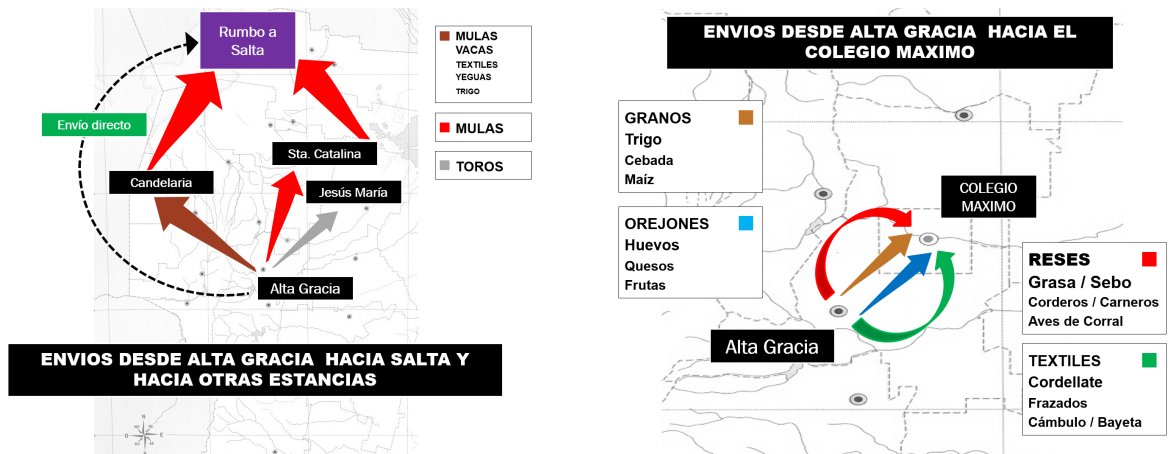 Rumbo a
Salta
Envío directo
Candelaria
Sta. Catalina
Jesús María
Alta Gracia
MULAS
VACAS
TEXTILES
YEGUAS
TRIGO
MULAS
TOROS
ENVIOS DESDE ALTA GRACIA HACIA SALTA Y
HACIA OTRAS ESTANCIAS
N
O E
ENVIOS DESDE ALTA GRACIA HACIA EL
COLEGIO MAXIMO
GRANOS
Trigo
Cebada
Maíz
OREJONES
Huevos
Quesos
Frutas
COLEGIO
MAXIMO
Alta Gracia
RESES
Grasa / Sebo
Corderos / Carneros
Aves de Corral
TEXTILES
Cordellate
Frazados
Cámbulo / Bayeta